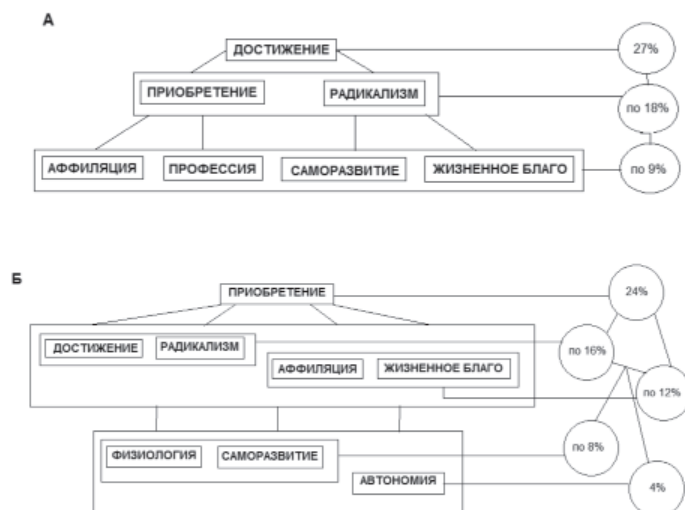 А
ДОСТИЖЕНИЕ
27%
ПРИОБРЕТЕНИЕ
РАДИКАЛИЗМ
по 18%
АФФИЛЯЦИЯ
ПРОФЕССИЯ
САМОРАЗВИТИЕ
ЖИЗНЕННОЕ БЛАГО
по 9%
Б
ПРИОБРЕТЕНИЕ
24%
ДОСТИЖЕНИЕ
РАДИКАЛИЗМ
по 16%
АФФИЛЯЦИЯ
ЖИЗНЕННОЕ БЛАГО
по 12%
ФИЗИОЛОГИЯ
САМОРАЗВИТИЕ
по 8%
АВТОНОМИЯ
4%